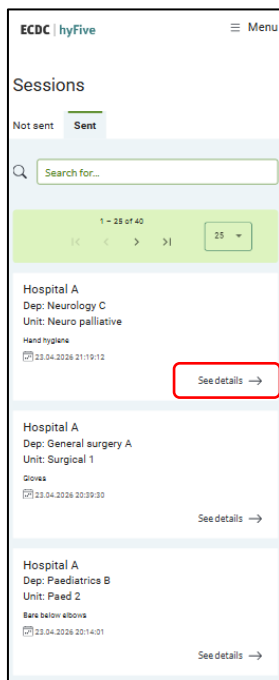 ECDC | hyFive
Menu
Sessions
Not sent Sent
Search for...
1 – 25 of 40
25
Hospital A
Dep: Neurology C
Unit: Neuro palliative
Hand hygiene
23.04.2026 21:19:12
See details
Hospital A
Dep: General surgery A
Unit: Surgical 1
Gloves
23.04.2026 20:39:30
See details
Hospital A
Dep: Paediatrics B
Unit: Paed 2
Bare below elbows
23.04.2026 20:14:01
See details